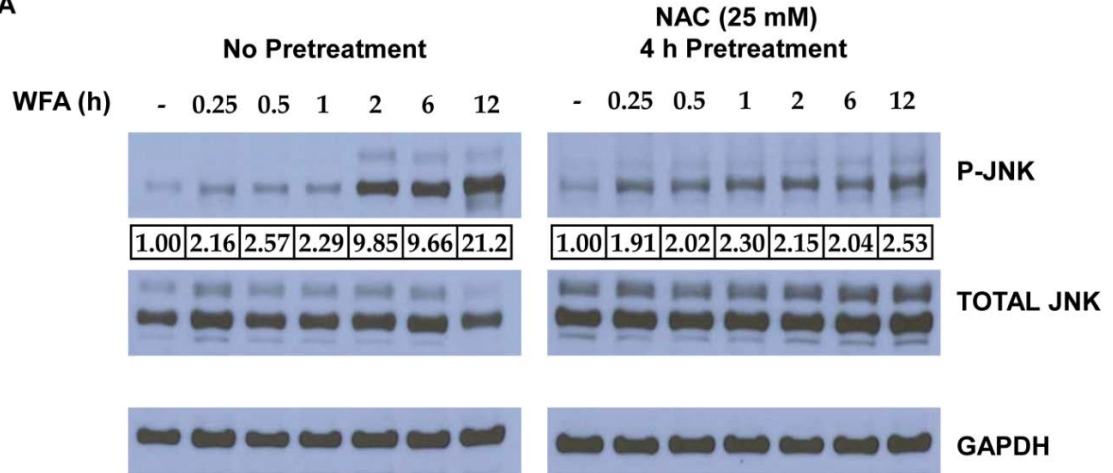 A
No Pretreatment
NAC (25 mM)
4 h Pretreatment
WFA (h) - 0.25 0.5 1 2 6 12
- 0.25 0.5 1 2 6 12
P-JNK
1.00 2.16 2.57 2.29 9.85 9.66 21.2
1.00 1.91 2.02 2.30 2.15 2.04 2.53
TOTAL JNK
GAPDH